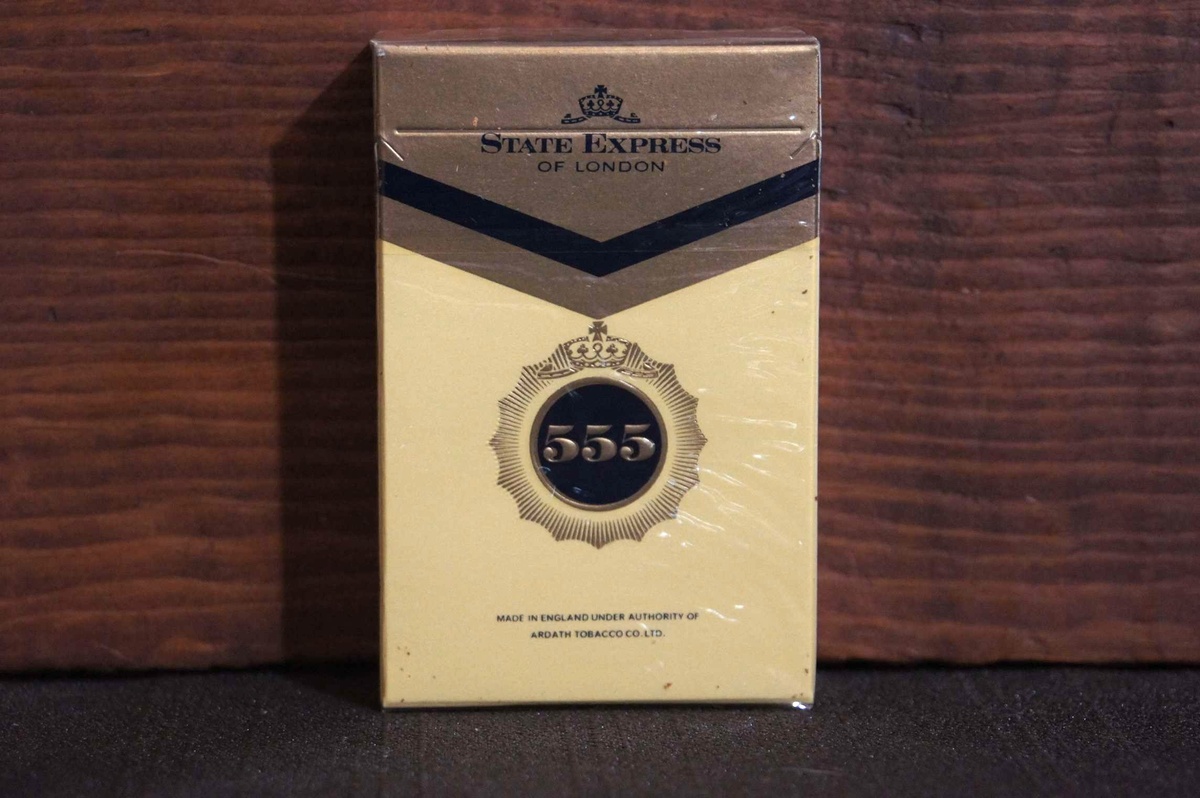 STATE EXPRESS
OF LONDON
555
MADE IN ENGLAND UNDER AUTHORITY OF
ARDATH TOBACCO CO. LTD.